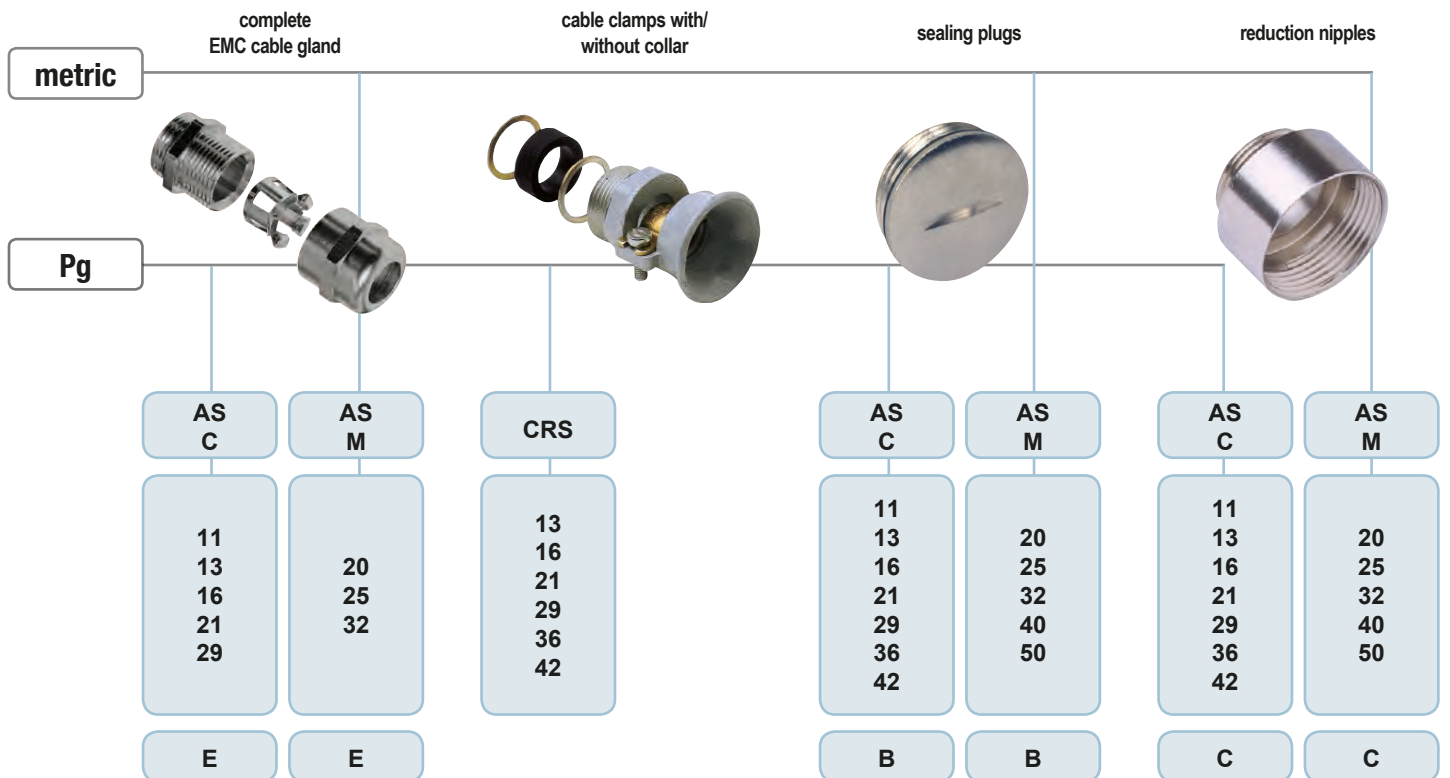 complete
EMC cable gland
cable clamps with/
without collar
sealing plugs
reduction nipples
metric
Pg
AS
C
AS
M
CRS
AS
C
AS
M
AS
C
AS
M
11
13
16
21
29
20
25
32
13
16
21
29
36
42
11
13
16
21
29
36
42
20
25
32
40
50
11
13
16
21
29
36
42
20
25
32
40
50
E
E
B
B
C
C